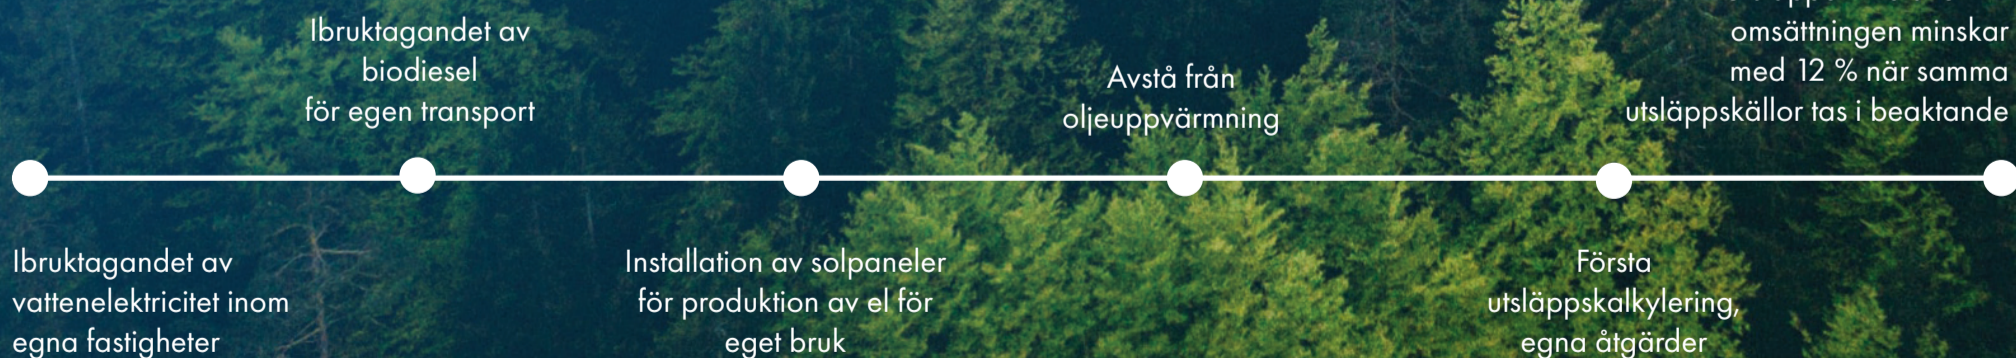 Ibruktagandet av
vattenelektricitet inom
egna fastigheter
Ibruktagandet av
biodiesel
för egen transport
Installation av solpaneler
för produktion av el för
eget bruk
Avstå från
oljeuppvärmning
Första
utsläppskalkylering,
egna åtgärder
omsättningen minskar
med 12 % när samma
utsläppskällor tas i beaktande